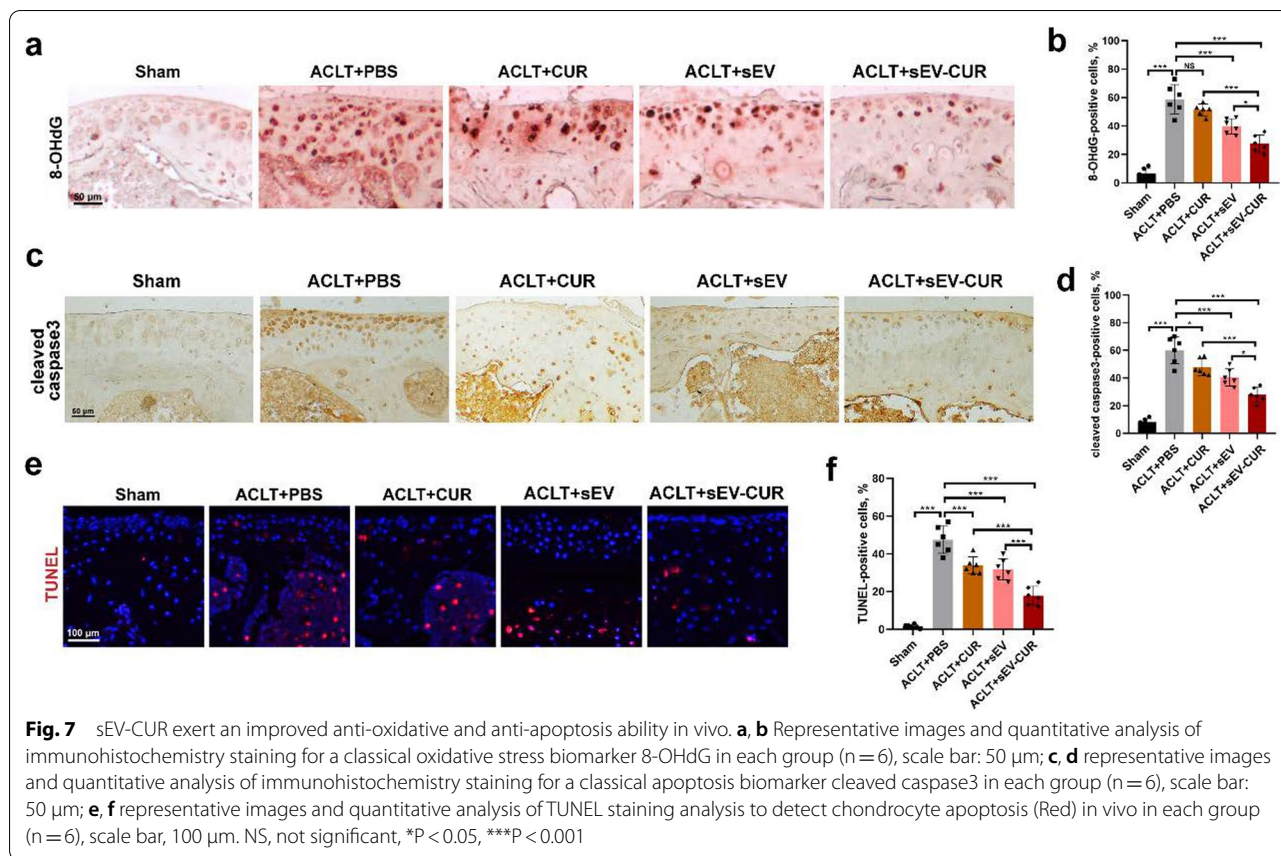 a
Sham
ACLT+PBS
ACLT+CUR
ACLT+sEV
ACLT+sEV-CUR
8-OHdG
50 µm
b
8-OHdG-positive cells, %
100
80
60
40
20
0
***
***
***
NS
***
*
Sham
ACLT+PBS
ACLT+CUR
ACLT+sEV
ACLT+sEV-CUR
c
Sham
ACLT+PBS
ACLT+CUR
ACLT+sEV
ACLT+sEV-CUR
cleaved
caspase3
50 µm
d
cleaved caspase3-positive cells, %
100
80
60
40
20
0
***
***
***
*
***
*
Sham
ACLT+PBS
ACLT+CUR
ACLT+sEV
ACLT+sEV-CUR
e
Sham
ACLT+PBS
ACLT+CUR
ACLT+sEV
ACLT+sEV-CUR
TUNEL
100 µm
f
TUNEL-positive cells, %
80
60
40
20
0
***
***
***
***
***
***
Sham
ACLT+PBS
ACLT+CUR
ACLT+sEV
ACLT+sEV-CUR
Fig. 7 sEV-CUR exert an improved anti-oxidative and anti-apoptosis ability in vivo. a, b Representative images and quantitative analysis of
immunohistochemistry staining for a classical oxidative stress biomarker 8-OHdG in each group (n = 6), scale bar: 50 µm; c, d representative images
and quantitative analysis of immunohistochemistry staining for a classical apoptosis biomarker cleaved caspase3 in each group (n = 6), scale bar:
50 µm; e, f representative images and quantitative analysis of TUNEL staining analysis to detect chondrocyte apoptosis (Red) in vivo in each group
(n = 6), scale bar, 100 µm. NS, not significant, *P < 0.05, ***P < 0.001